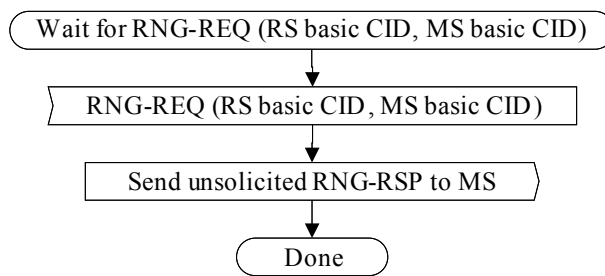 Wait for RNG-REQ (RS basic CID, MS basic CID)
RNG-REQ (RS basic CID, MS basic CID)
Send unsolicited RNG-RSP to MS
Done